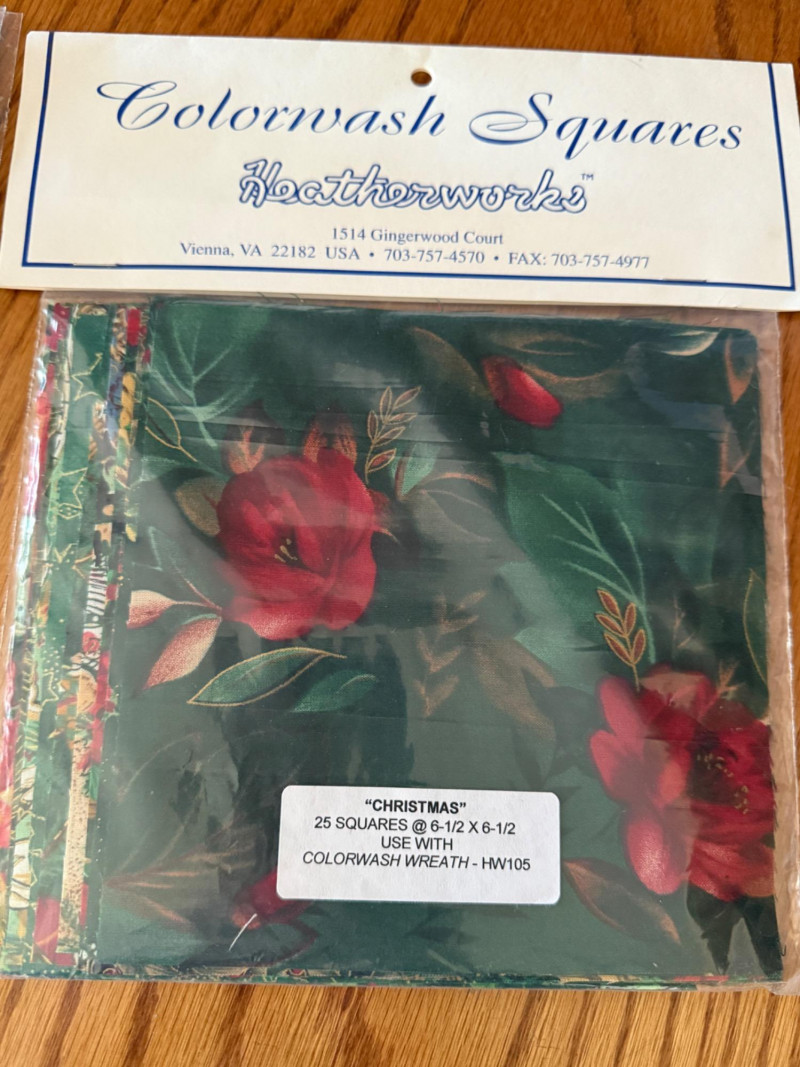 Colorwash Squares
Heatherworks™
1514 Gingerwood Court
Vienna, VA 22182 USA • 703-757-4570 • FAX: 703-757-4977
“CHRISTMAS”
25 SQUARES @ 6-1/2 X 6-1/2
USE WITH
COLORWASH WREATH - HW105